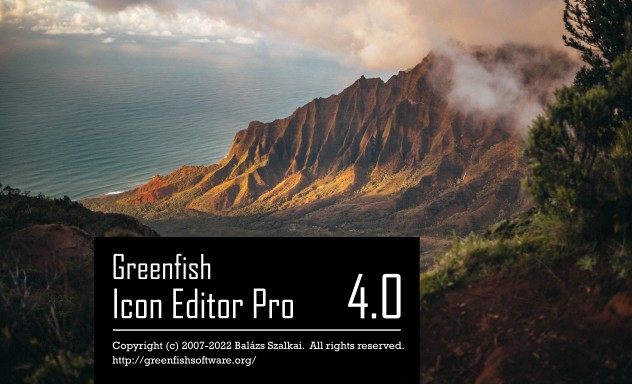 Greenfish
Icon Editor Pro 4.0
Copyright (c) 2007-2022 Balázs Szalkai. All rights reserved.
http://greenfishsoftware.org/